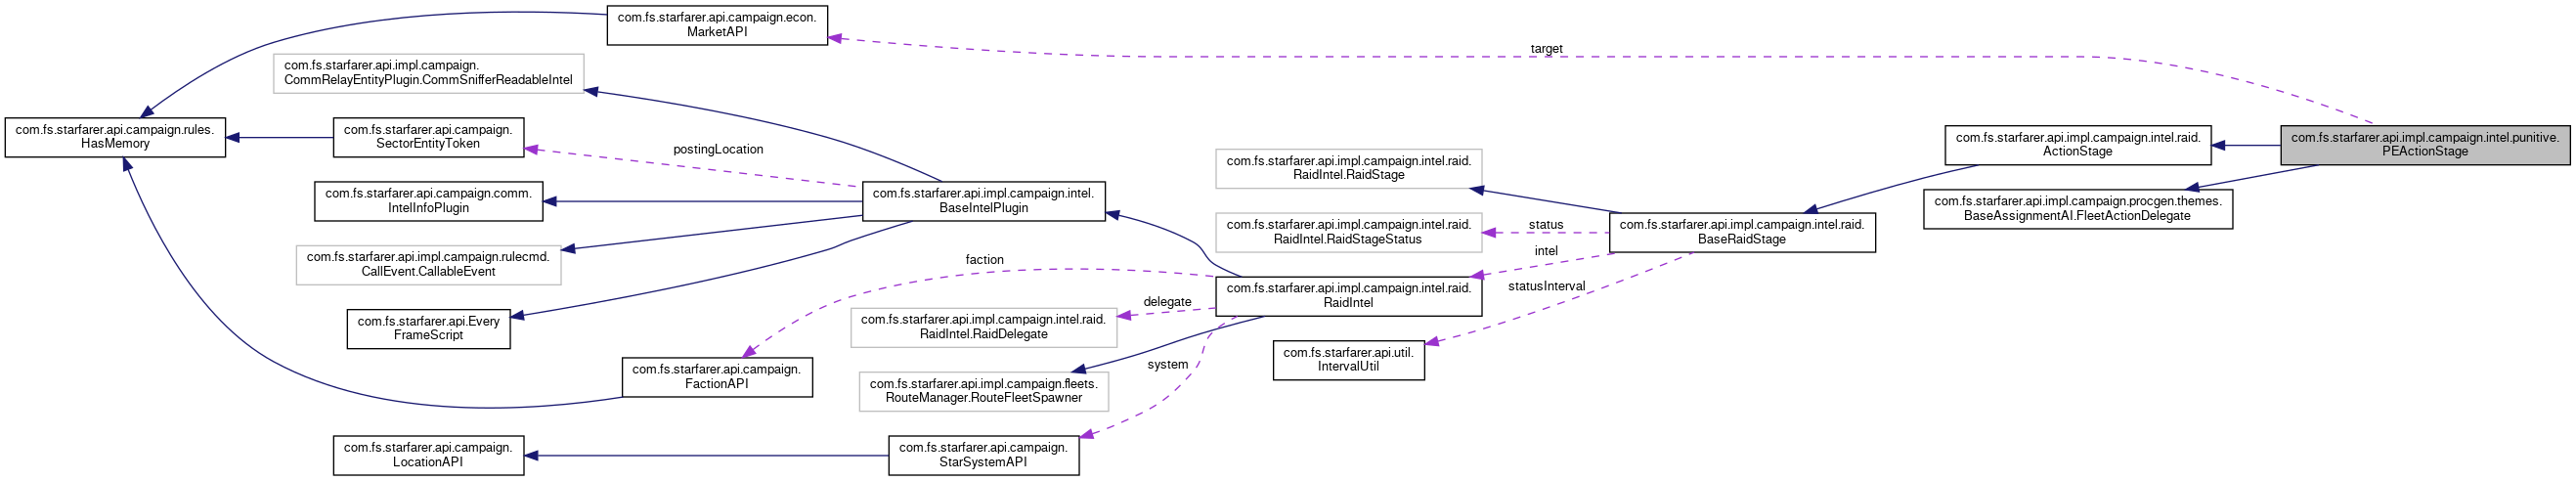 com.fs.starfarer.api.campaign.econ.
MarketAPI
target
com.fs.starfarer.api.impl.campaign.
CommRelayEntityPlugin.CommSnifferReadableIntel
com.fs.starfarer.api.campaign.rules.
HasMemory
com.fs.starfarer.api.campaign.
SectorEntityToken
postingLocation
com.fs.starfarer.api.impl.campaign.intel.raid.
RaidIntel.RaidStage
com.fs.starfarer.api.impl.campaign.intel.raid.
ActionStage
com.fs.starfarer.api.impl.campaign.intel.punitive.
PEActionStage
com.fs.starfarer.api.campaign.comm.
IntelInfoPlugin
com.fs.starfarer.api.impl.campaign.intel.
BaseIntelPlugin
com.fs.starfarer.api.impl.campaign.procgen.themes.
BaseAssignmentAI.FleetActionDelegate
com.fs.starfarer.api.impl.campaign.intel.raid.
RaidIntel.RaidStageStatus
status
com.fs.starfarer.api.impl.campaign.intel.raid.
BaseRaidStage
com.fs.starfarer.api.impl.campaign.rulecmd.
CallEvent.CallableEvent
faction
intel
com.fs.starfarer.api.impl.campaign.intel.raid.
RaidIntel
statusInterval
delegate
com.fs.starfarer.api.Every
FrameScript
com.fs.starfarer.api.impl.campaign.intel.raid.
RaidIntel.RaidDelegate
com.fs.starfarer.api.util.
IntervalUtil
system
com.fs.starfarer.api.campaign.
FactionAPI
com.fs.starfarer.api.impl.campaign.fleets.
RouteManager.RouteFleetSpawner
com.fs.starfarer.api.campaign.
LocationAPI
com.fs.starfarer.api.campaign.
StarSystemAPI